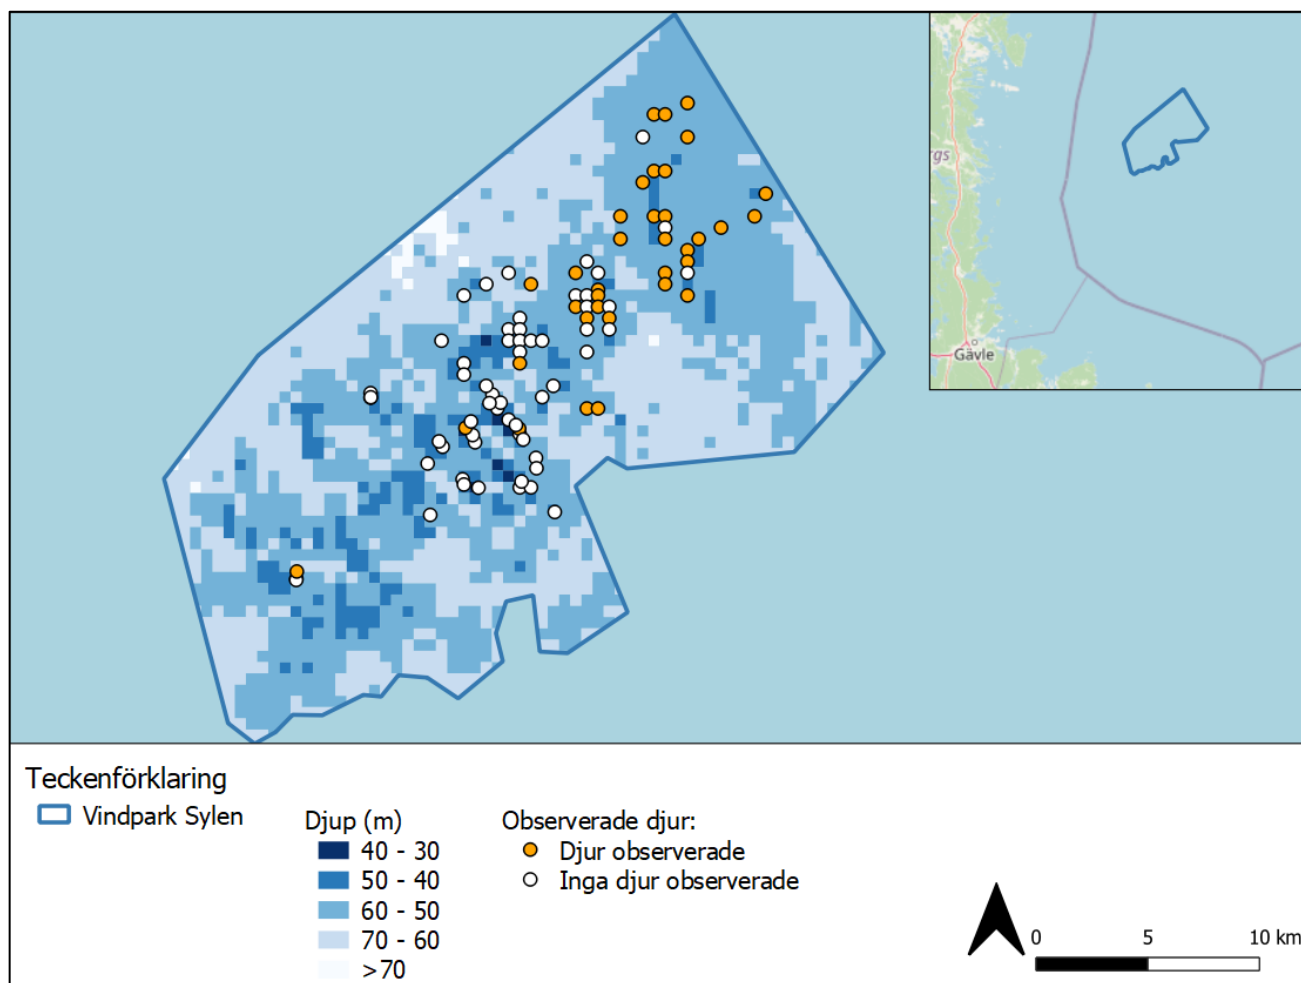 rgs
Gävle
Teckenförklaring
Vindpark Sylen
Djup (m)
40 - 30
50 - 40
60 - 50
70 - 60
>70
Observerade djur:
Djur observerade
Inga djur observerade
0 5 10 km